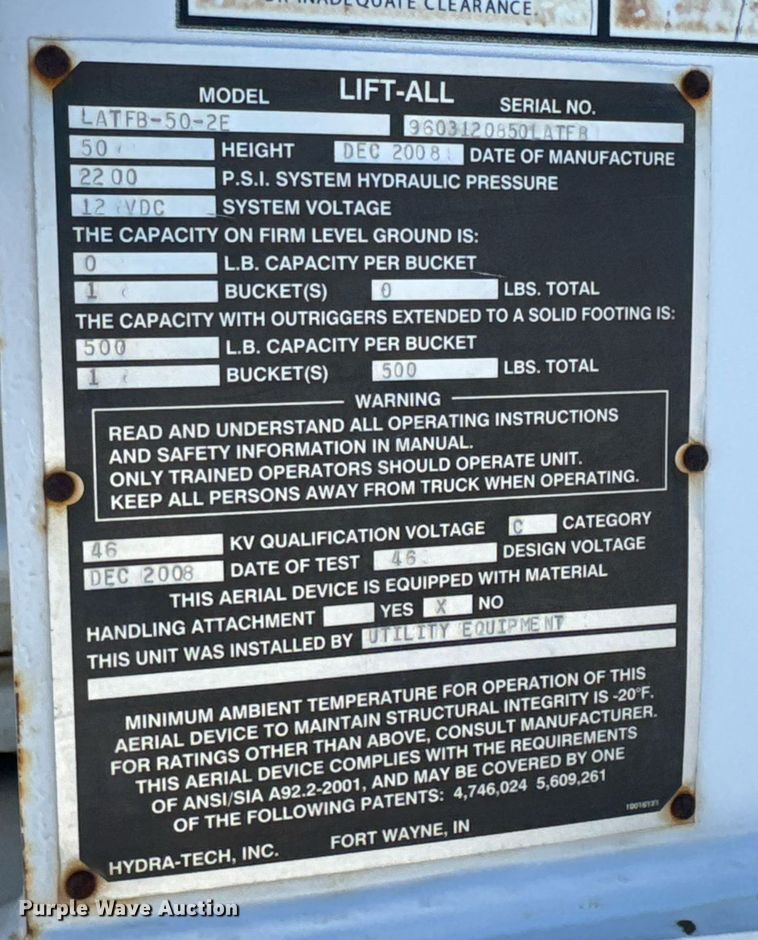 INADEQUATE CLEARANCE.
MODEL LIFT-ALL SERIAL NO.
LATFB-50-2E 9603120850LATFB
50 HEIGHT DEC 2008 DATE OF MANUFACTURE
2200 P.S.I. SYSTEM HYDRAULIC PRESSURE
12 VDC SYSTEM VOLTAGE
THE CAPACITY ON FIRM LEVEL GROUND IS:
0 L.B. CAPACITY PER BUCKET
1 BUCKET(S) 0 LBS. TOTAL
THE CAPACITY WITH OUTRIGGERS EXTENDED TO A SOLID FOOTING IS:
500 L.B. CAPACITY PER BUCKET
1 BUCKET(S) 500 LBS. TOTAL
WARNING
READ AND UNDERSTAND ALL OPERATING INSTRUCTIONS
AND SAFETY INFORMATION IN MANUAL.
ONLY TRAINED OPERATORS SHOULD OPERATE UNIT.
KEEP ALL PERSONS AWAY FROM TRUCK WHEN OPERATING.
46 KV QUALIFICATION VOLTAGE C CATEGORY
DEC 2008 DATE OF TEST 46 DESIGN VOLTAGE
THIS AERIAL DEVICE IS EQUIPPED WITH MATERIAL
HANDLING ATTACHMENT YES X NO
THIS UNIT WAS INSTALLED BY UTILITY EQUIPMENT
MINIMUM AMBIENT TEMPERATURE FOR OPERATION OF THIS
AERIAL DEVICE TO MAINTAIN STRUCTURAL INTEGRITY IS -20°F.
FOR RATINGS OTHER THAN ABOVE, CONSULT MANUFACTURER.
THIS AERIAL DEVICE COMPLIES WITH THE REQUIREMENTS
OF ANSI/SIA A92.2-2001, AND MAY BE COVERED BY ONE
OF THE FOLLOWING PATENTS: 4,746,024 5,609,261
HYDRA-TECH, INC. FORT WAYNE, IN
Purple Wave Auction